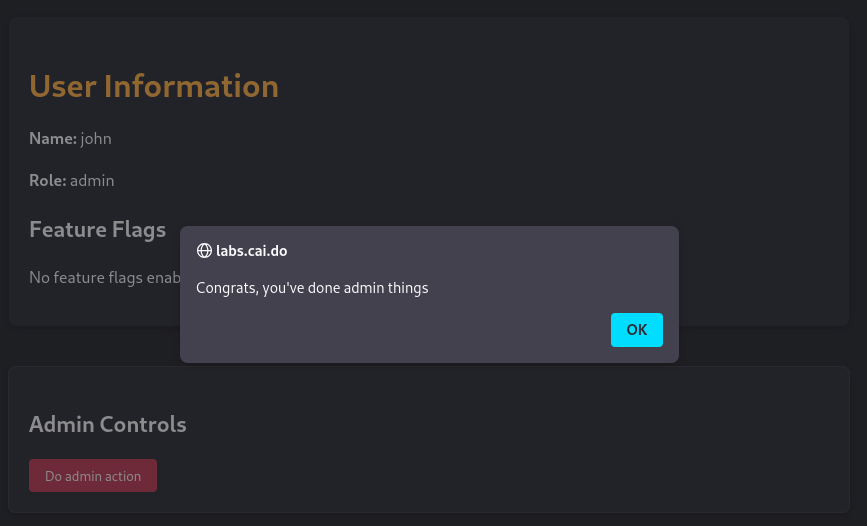 User Information
Name: john
Role: admin
Feature Flags
No feature flags enab
labs.cai.do
Congrats, you've done admin things
OK
Admin Controls
Do admin action